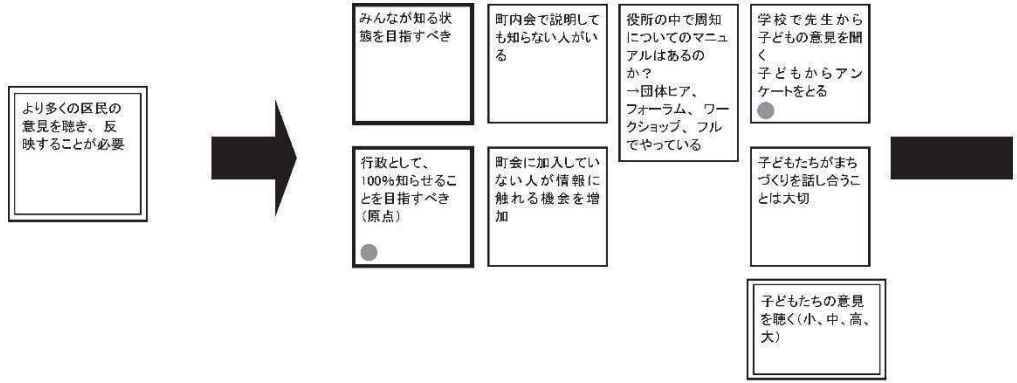 より多くの区民の
意見を聴き、反
映することが必要
みんなが知る状
態を目指すべき
行政として、
100%知らせるこ
とを目指すべき
(原点)
町内会で説明して
も知らない人がい
る
町会に加入してい
ない人が情報に
触れる機会を増
加
役所の中で周知
についてのマニュ
アルはあるの
か?
→団体ヒア、
フォーラム、ワー
クショップ、フル
でやっている
学校で先生から
子どもの意見を聞
く
子どもからアン
ケートをとる
子どもたちがまち
づくりを話し合うこ
とは大切
子どもたちの意見
を聴く(小、中、高、
大)